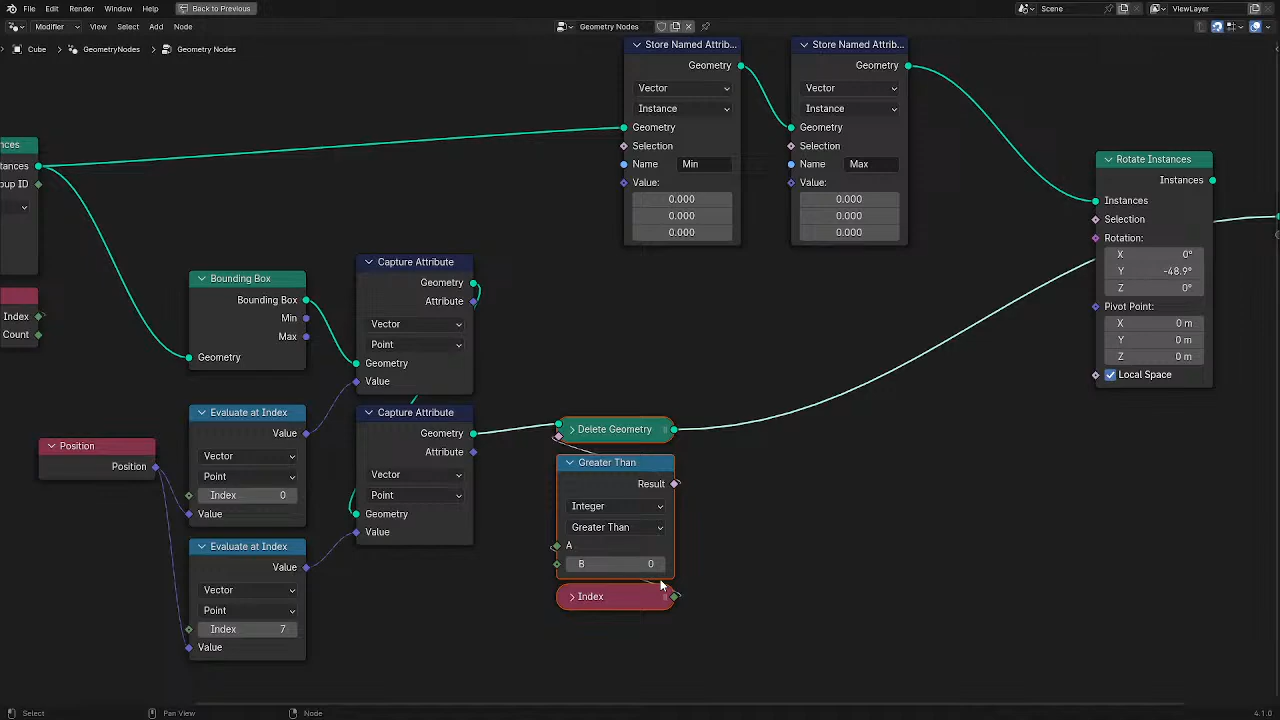 File Edit Render Window Help Back to Previous Scene ViewLayer
Modifier View Select Add Node Geometry Nodes
Cube GeometryNodes Geometry Nodes
Store Named Attrib...
Geometry
Vector
Instance
Geometry
Selection
Name Min
Value:
0.000
0.000
0.000
Store Named Attrib...
Geometry
Vector
Instance
Geometry
Selection
Name Max
Value:
0.000
0.000
0.000
nces
tances
oup ID
Index
Count
Rotate Instances
Instances
Instances
Selection
Rotation:
X 0°
Y -48.9°
Z 0°
Pivot Point:
X 0 m
Y 0 m
Z 0 m
Local Space
Bounding Box
Bounding Box
Min
Max
Geometry
Capture Attribute
Geometry
Attribute
Vector
Point
Geometry
Value
Evaluate at Index
Value
Vector
Point
Index 0
Value
Capture Attribute
Geometry
Attribute
Vector
Point
Geometry
Value
Position
Position
Evaluate at Index
Value
Vector
Point
Index 7
Value
Delete Geometry
Greater Than
Result
Integer
Greater Than
A
B 0
Index
Select Pan View Node 4.1.0